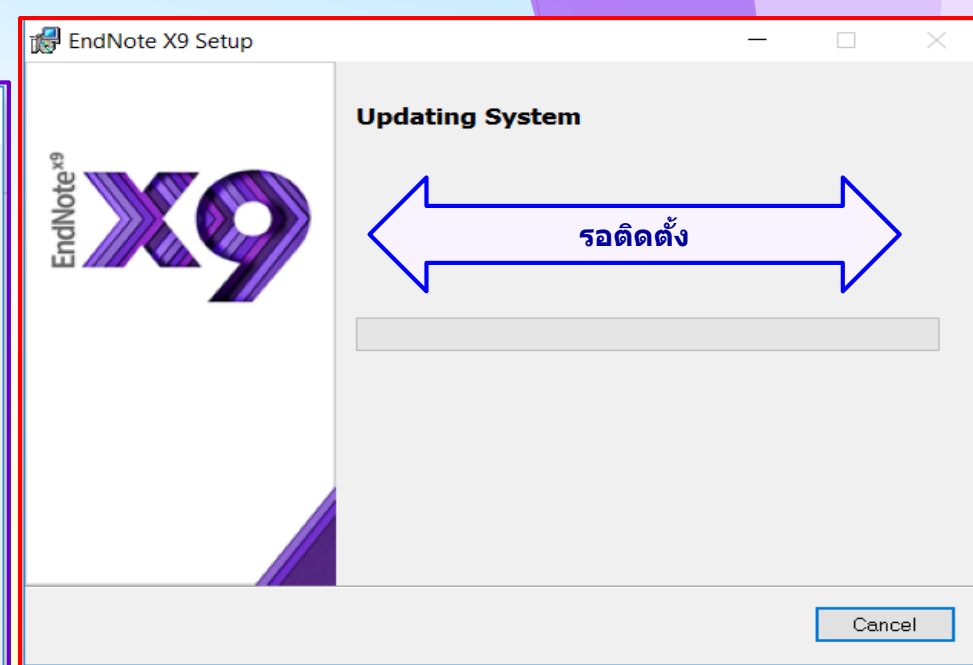 EndNote X9 Setup
Updating System
EndNote x9
X9
รอติดตั้ง
Cancel